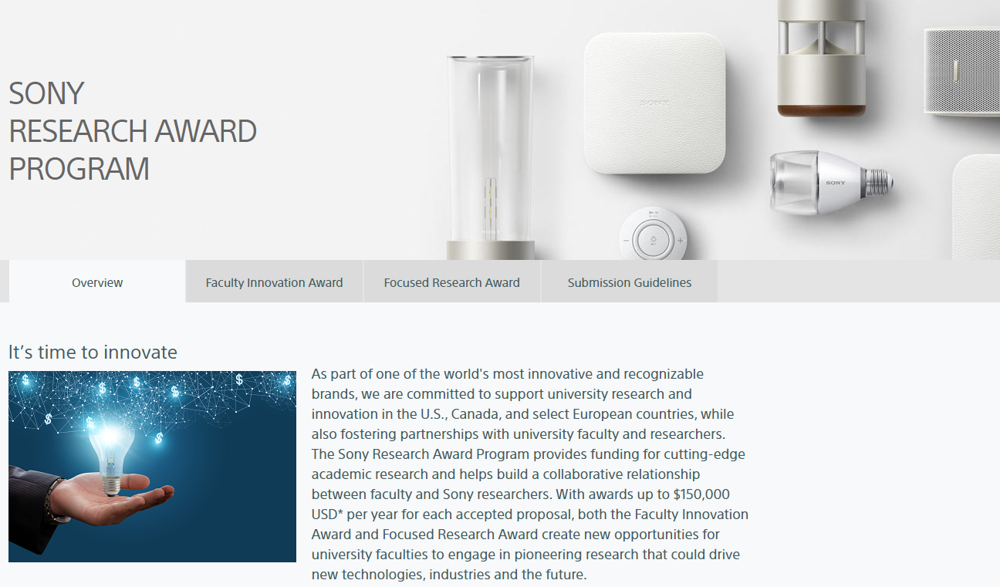 SONY
RESEARCH AWARD
PROGRAM
SONY
SONY
Overview
Faculty Innovation Award
Focused Research Award
Submission Guidelines
It’s time to innovate
As part of one of the world's most innovative and recognizable
brands, we are committed to support university research and
innovation in the U.S., Canada, and select European countries, while
also fostering partnerships with university faculty and researchers.
The Sony Research Award Program provides funding for cutting-edge
academic research and helps build a collaborative relationship
between faculty and Sony researchers. With awards up to $150,000
USD* per year for each accepted proposal, both the Faculty Innovation
Award and Focused Research Award create new opportunities for
university faculties to engage in pioneering research that could drive
new technologies, industries and the future.